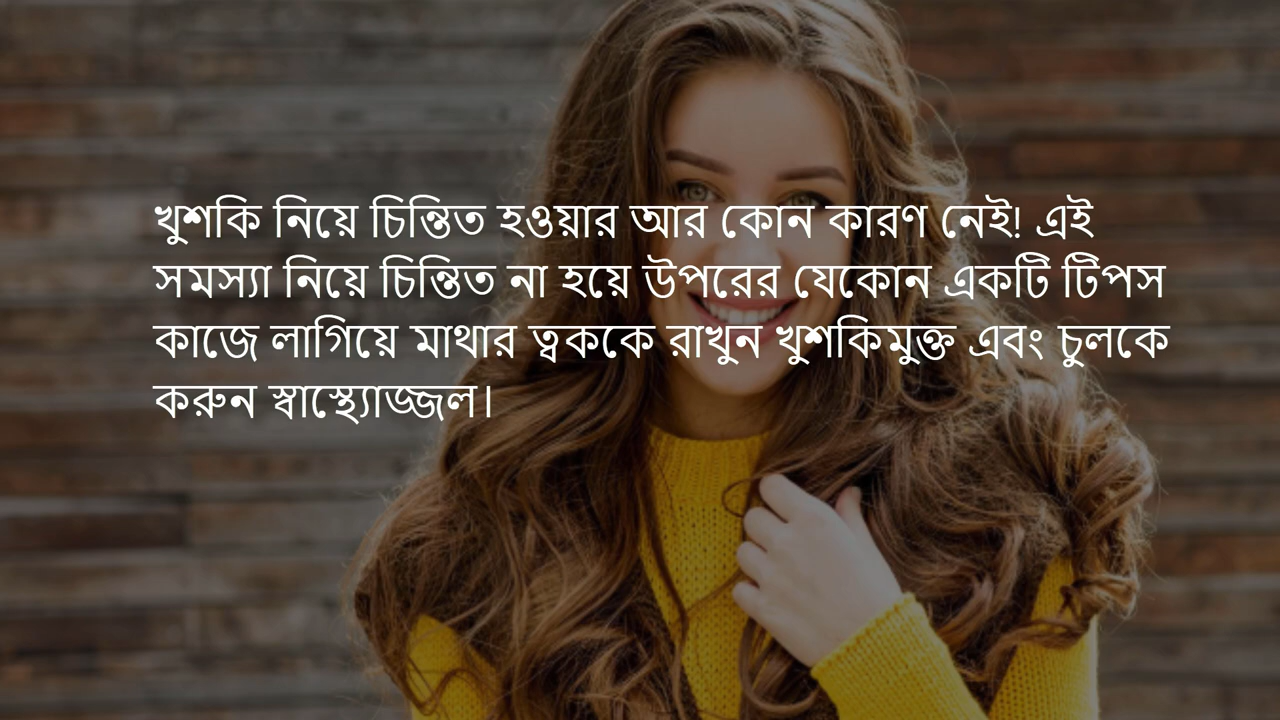 খুশকি নিয়ে চিন্তিত হওয়ার আর কোন কারণ নেই! এই
সমস্যা নিয়ে চিন্তিত না হয়ে উপরের যেকোন একটি টিপস
কাজে লাগিয়ে মাথার ত্বককে রাখুন খুশকিমুক্ত এবং চুলকে
করুন স্বাস্থ্যোজ্জল।